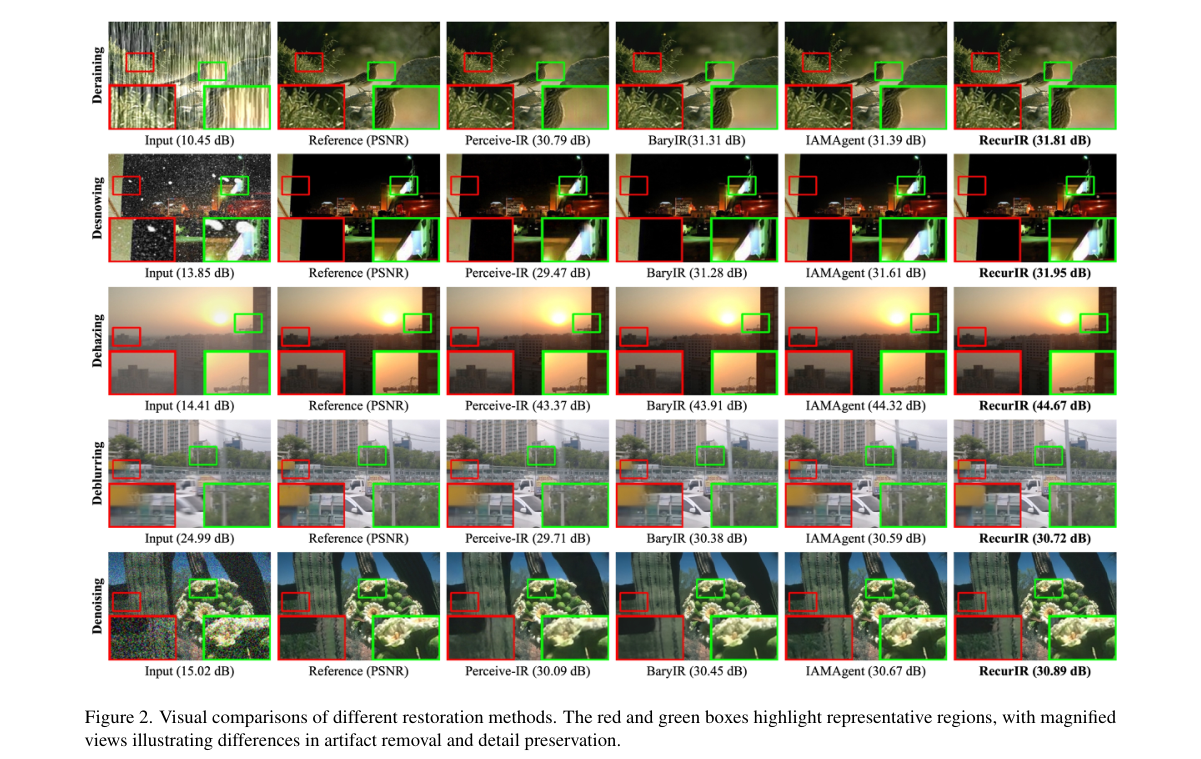 Deraining
Input (10.45 dB) Reference (PSNR) Perceive-IR (30.79 dB) BaryIR(31.31 dB) IAMAgent (31.39 dB) RecurIR (31.81 dB)
Desnowing
Input (13.85 dB) Reference (PSNR) Perceive-IR (29.47 dB) BaryIR (31.28 dB) IAMAgent (31.61 dB) RecurIR (31.95 dB)
Dehazing
Input (14.41 dB) Reference (PSNR) Perceive-IR (43.37 dB) BaryIR (43.91 dB) IAMAgent (44.32 dB) RecurIR (44.67 dB)
Deblurring
Input (24.99 dB) Reference (PSNR) Perceive-IR (29.71 dB) BaryIR (30.38 dB) IAMAgent (30.59 dB) RecurIR (30.72 dB)
Denoising
Input (15.02 dB) Reference (PSNR) Perceive-IR (30.09 dB) BaryIR (30.45 dB) IAMAgent (30.67 dB) RecurIR (30.89 dB)
Figure 2. Visual comparisons of different restoration methods. The red and green boxes highlight representative regions, with magnified
views illustrating differences in artifact removal and detail preservation.